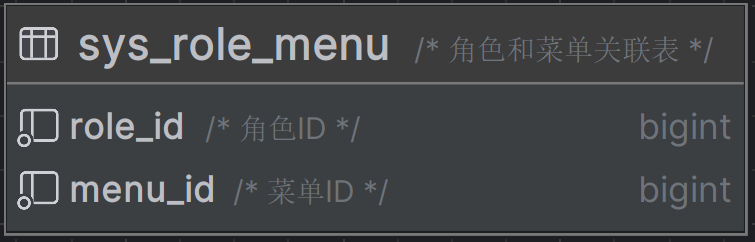 sys_role_menu /* 角色和菜单关联表 */
role_id /* 角色ID */ bigint
menu_id /* 菜单ID */ bigint